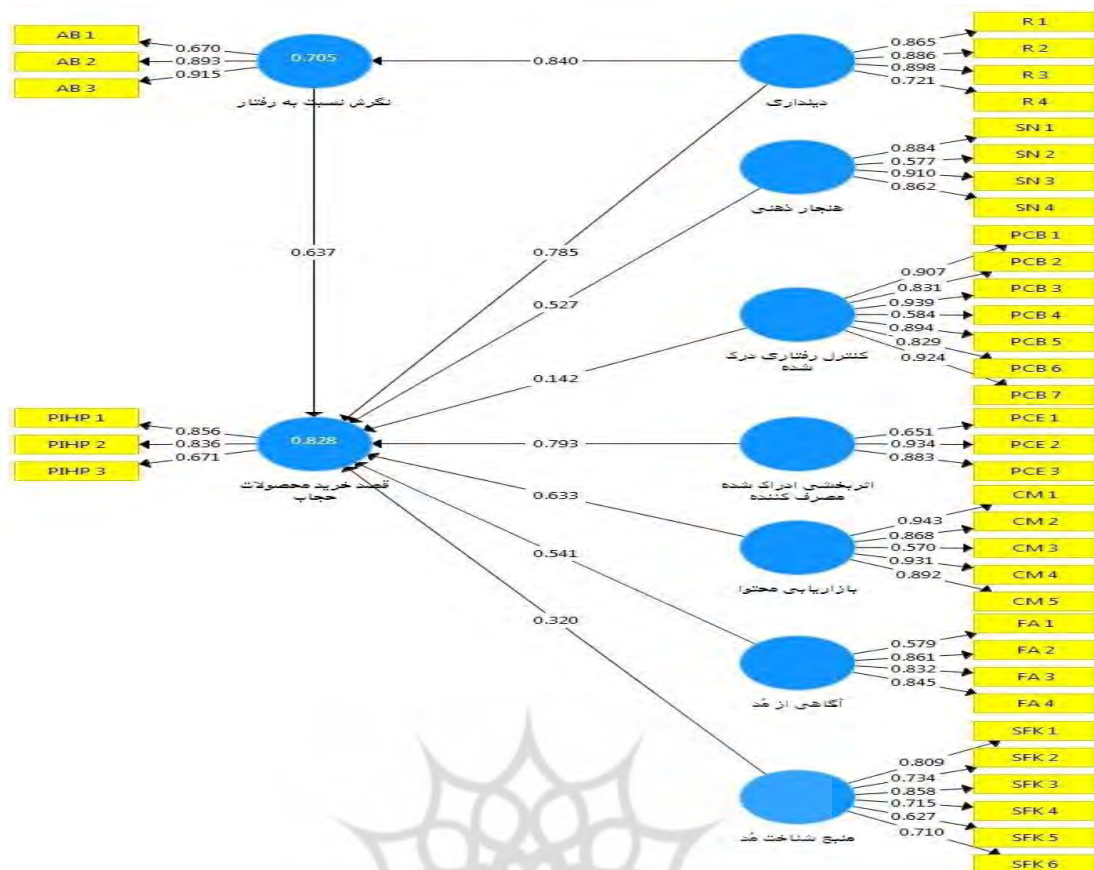 AB 1
AB 2
AB 3
0.670
0.893
0.915
0.705
نگرش نسبت به رفتار
0.840
دینداری
0.865
0.886
0.898
0.721
R 1
R 2
R 3
R 4
هنجار ذهنی
0.884
0.577
0.910
0.862
SN 1
SN 2
SN 3
SN 4
0.637
0.785
0.527
0.142
0.793
0.633
0.541
0.320
کنترل رفتاری درک
شده
0.907
0.831
0.939
0.584
0.894
0.829
0.924
PCB 1
PCB 2
PCB 3
PCB 4
PCB 5
PCB 6
PCB 7
PIHP 1
PIHP 2
PIHP 3
0.856
0.836
0.671
0.828
قصد خرید محصولات
حجاب
اثربخشی ادراک شده
مصرف کننده
0.651
0.934
0.883
PCE 1
PCE 2
PCE 3
بازاریابی محتوا
0.943
0.868
0.570
0.931
0.892
CM 1
CM 2
CM 3
CM 4
CM 5
آگاهی از مُد
0.579
0.861
0.832
0.845
FA 1
FA 2
FA 3
FA 4
منبع شناخت مُد
0.809
0.734
0.858
0.715
0.627
0.710
SFK 1
SFK 2
SFK 3
SFK 4
SFK 5
SFK 6